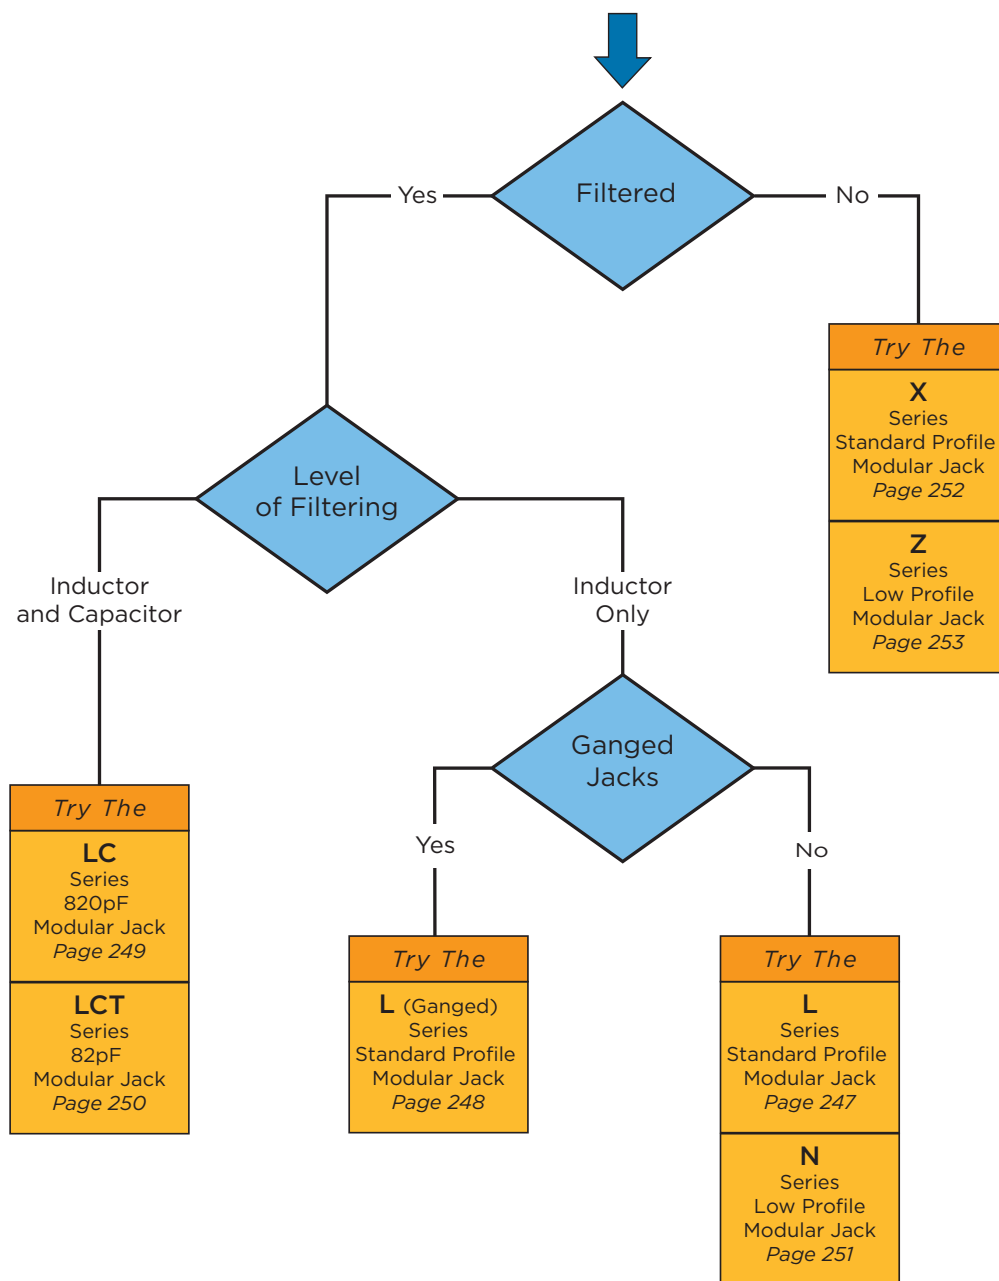 Filtered
Yes
No
Try The
X
Series
Standard Profile
Modular Jack
Page 252
Z
Series
Low Profile
Modular Jack
Page 253
Level
of Filtering
Inductor
and Capacitor
Inductor
Only
Ganged
Jacks
Yes
No
Try The
LC
Series
820pF
Modular Jack
Page 249
LCT
Series
82pF
Modular Jack
Page 250
Try The
L (Ganged)
Series
Standard Profile
Modular Jack
Page 248
Try The
L
Series
Standard Profile
Modular Jack
Page 247
N
Series
Low Profile
Modular Jack
Page 251